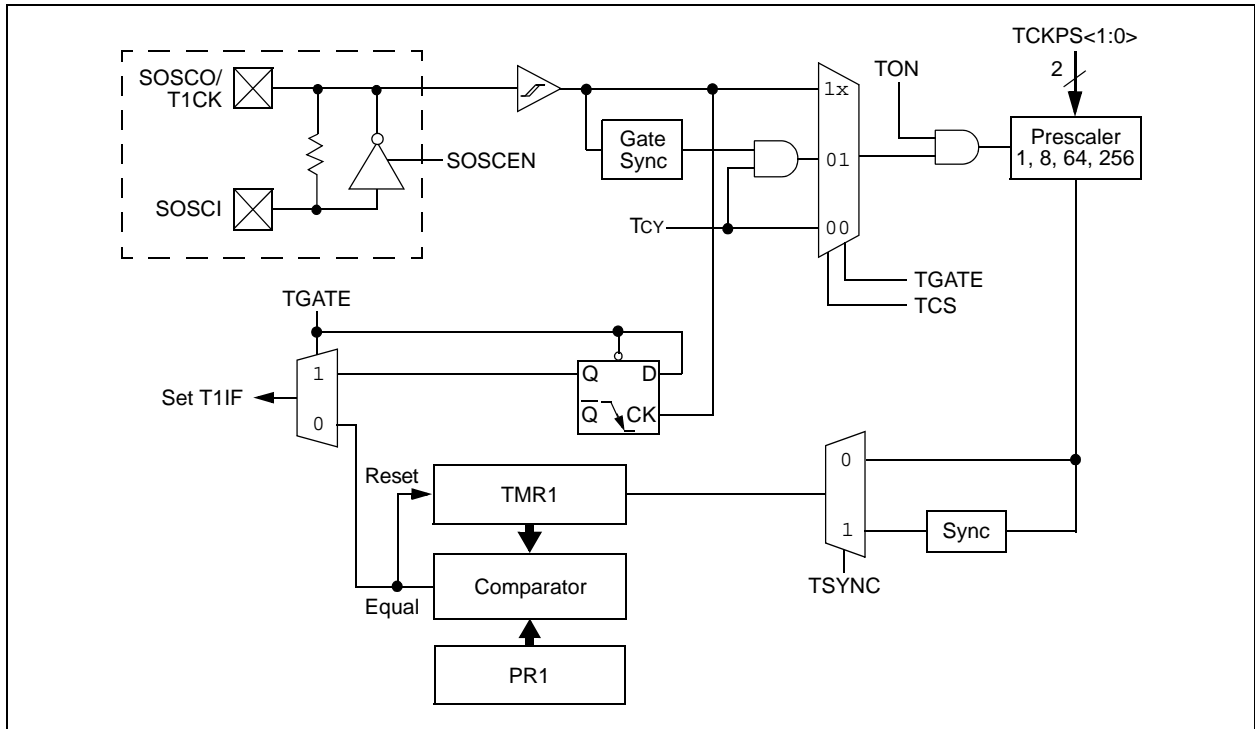 TCKPS<1:0>
SOSCO/
T1CK
TON
2
1x
Gate
Sync
Prescaler
1, 8, 64, 256
SOSCEN
01
SOSCI
TCY
00
TGATE
TCS
TGATE
1
Q
D
Set T1IF
Q
CK
0
0
Reset
TMR1
1
Sync
Comparator
TSYNC
Equal
PR1